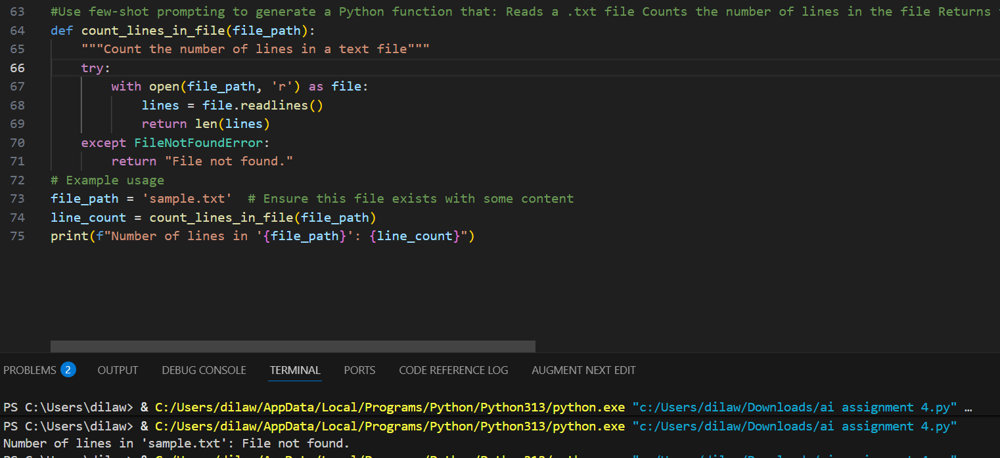 63 #Use few-shot prompting to generate a Python function that: Reads a .txt file Counts the number of lines in the file Returns
64 def count_lines_in_file(file_path):
65     """Count the number of lines in a text file"""
66     try:
67         with open(file_path, 'r') as file:
68             lines = file.readlines()
69             return len(lines)
70     except FileNotFoundError:
71         return "File not found."
72 # Example usage
73 file_path = 'sample.txt'  # Ensure this file exists with some content
74 line_count = count_lines_in_file(file_path)
75 print(f"Number of lines in '{file_path}': {line_count}")
PROBLEMS 2 OUTPUT DEBUG CONSOLE TERMINAL PORTS CODE REFERENCE LOG AUGMENT NEXT EDIT
PS C:\Users\dilaw> & C:/Users/dilaw/AppData/Local/Programs/Python/Python313/python.exe "c:/Users/dilaw/Downloads/ai assignment 4.py" …
PS C:\Users\dilaw> & C:/Users/dilaw/AppData/Local/Programs/Python/Python313/python.exe "c:/Users/dilaw/Downloads/ai assignment 4.py"
Number of lines in 'sample.txt': File not found.